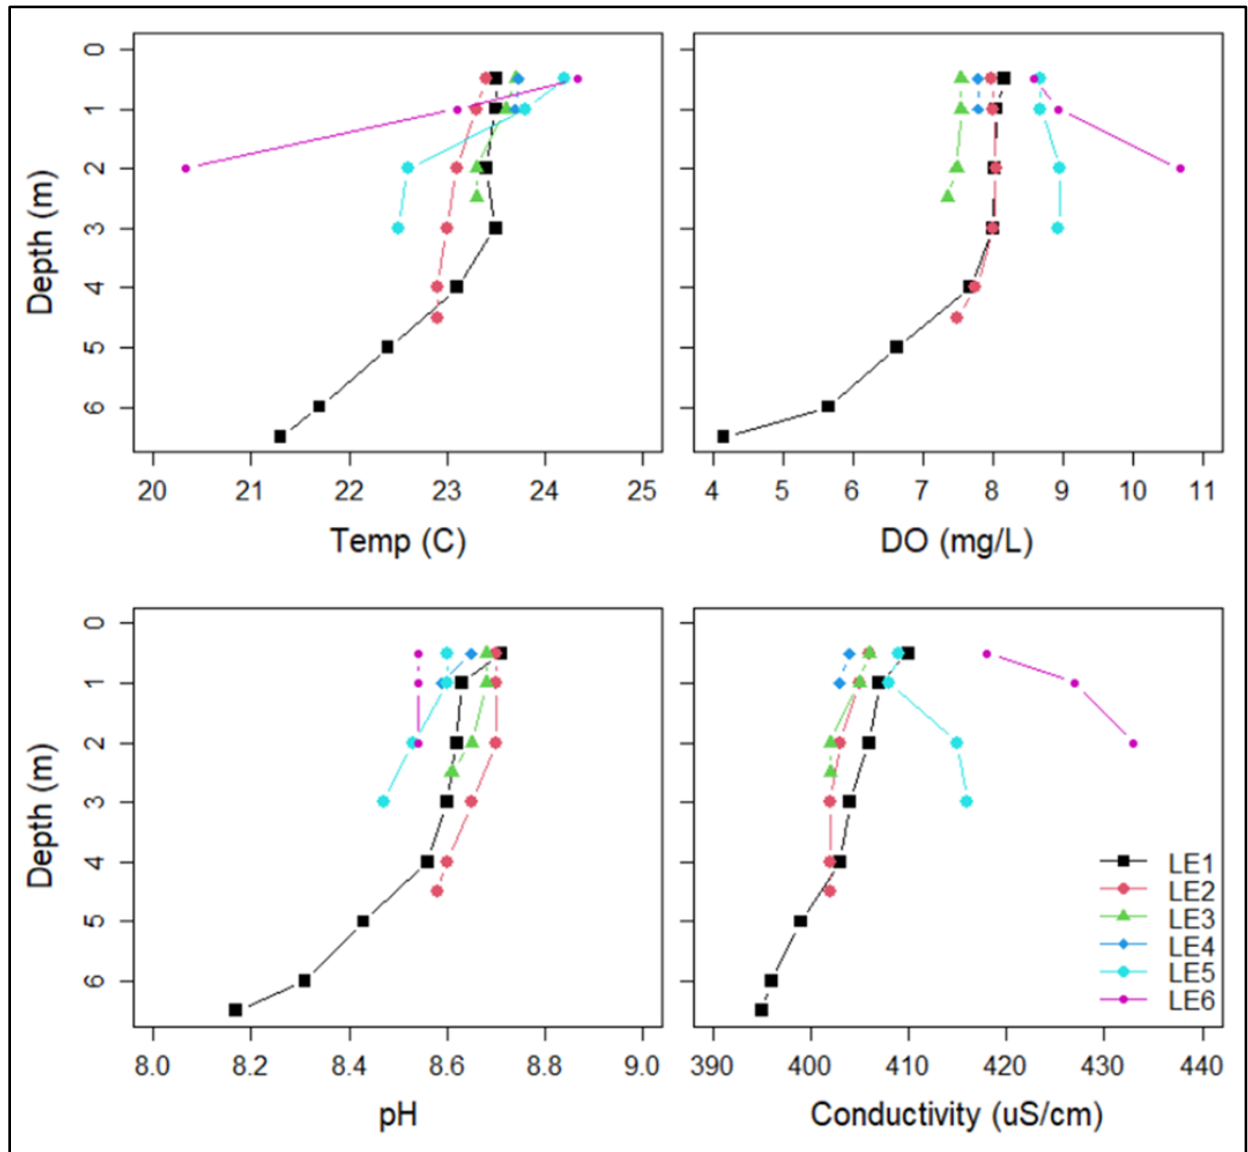 0
1
2
3
4
5
6
Depth (m)
20 21 22 23 24 25
Temp (C)
4 5 6 7 8 9 10 11
DO (mg/L)
0
1
2
3
4
5
6
Depth (m)
8.0 8.2 8.4 8.6 8.8 9.0
pH
LE1
LE2
LE3
LE4
LE5
LE6
390 400 410 420 430 440
Conductivity (uS/cm)